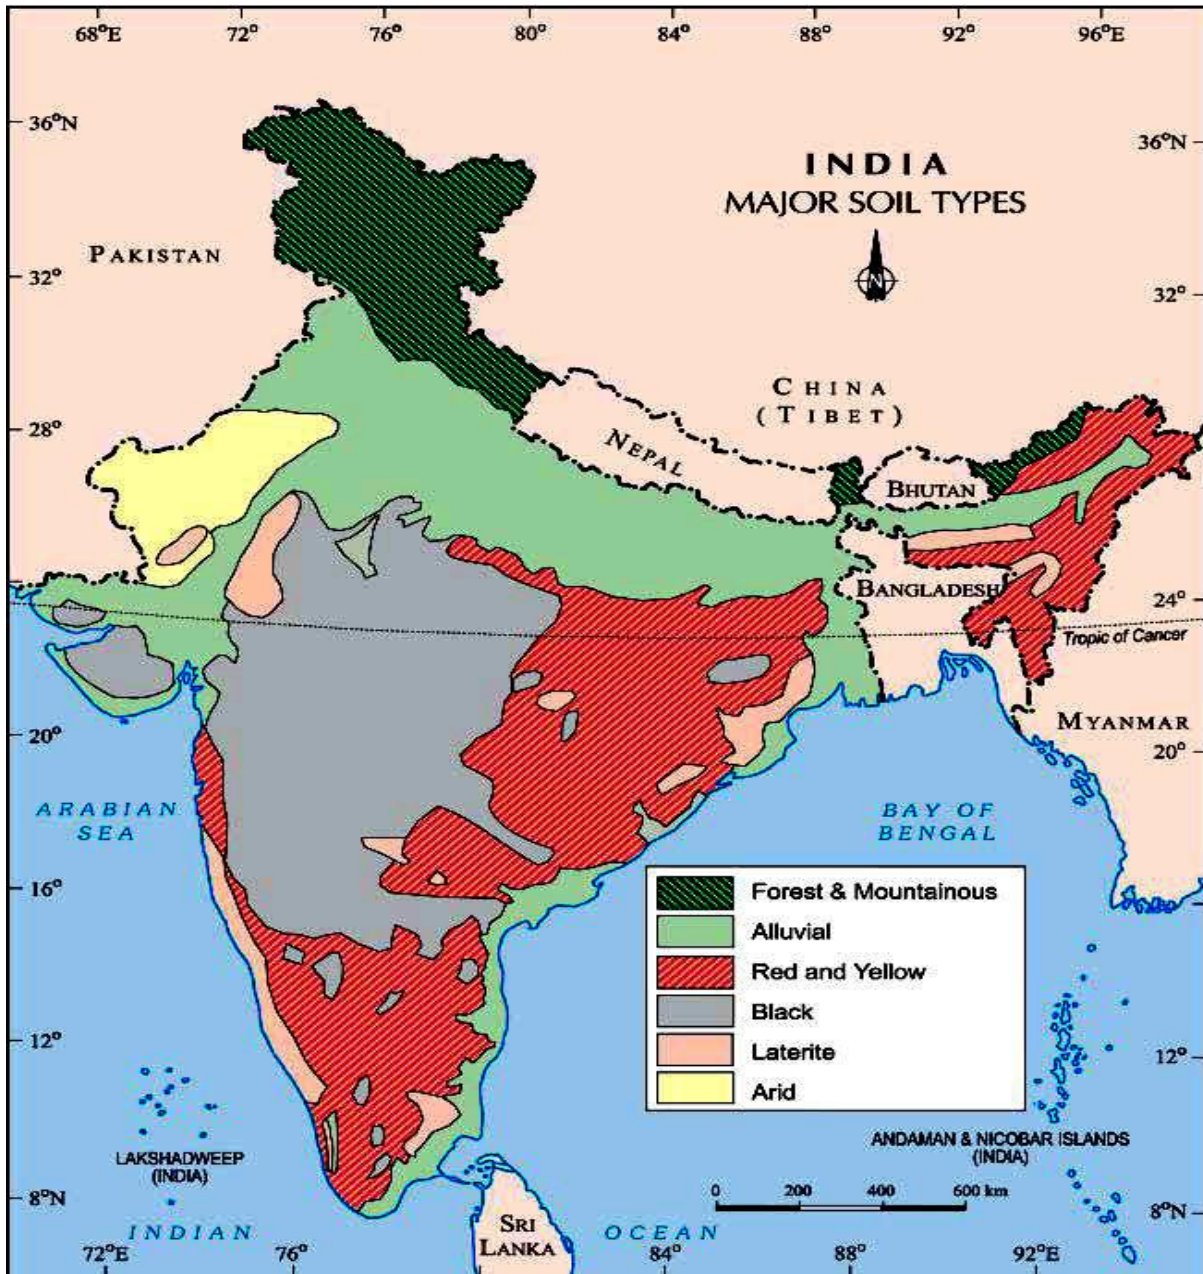 68°E 72° 76° 80° 84° 88° 92° 96°E
36°N
36°N
INDIA
MAJOR SOIL TYPES
N
PAKISTAN
32°
32°
CHINA
(TIBET)
NEPAL
28°
28°
BHUTAN
BANGLADESH
24°
24°
Tropic of Cancer
MYANMAR
20°
20°
ARABIAN
SEA
BAY OF
BENGAL
16°
Forest & Mountainous
Alluvial
Red and Yellow
Black
Laterite
Arid
12°
12°
LAKSHADWEEP
(INDIA)
ANDAMAN & NICOBAR ISLANDS
(INDIA)
0 200 400 600 km
8°N
8°N
INDIAN
OCEAN
SRI
LANKA
72°E 76° 84° 88° 92°E